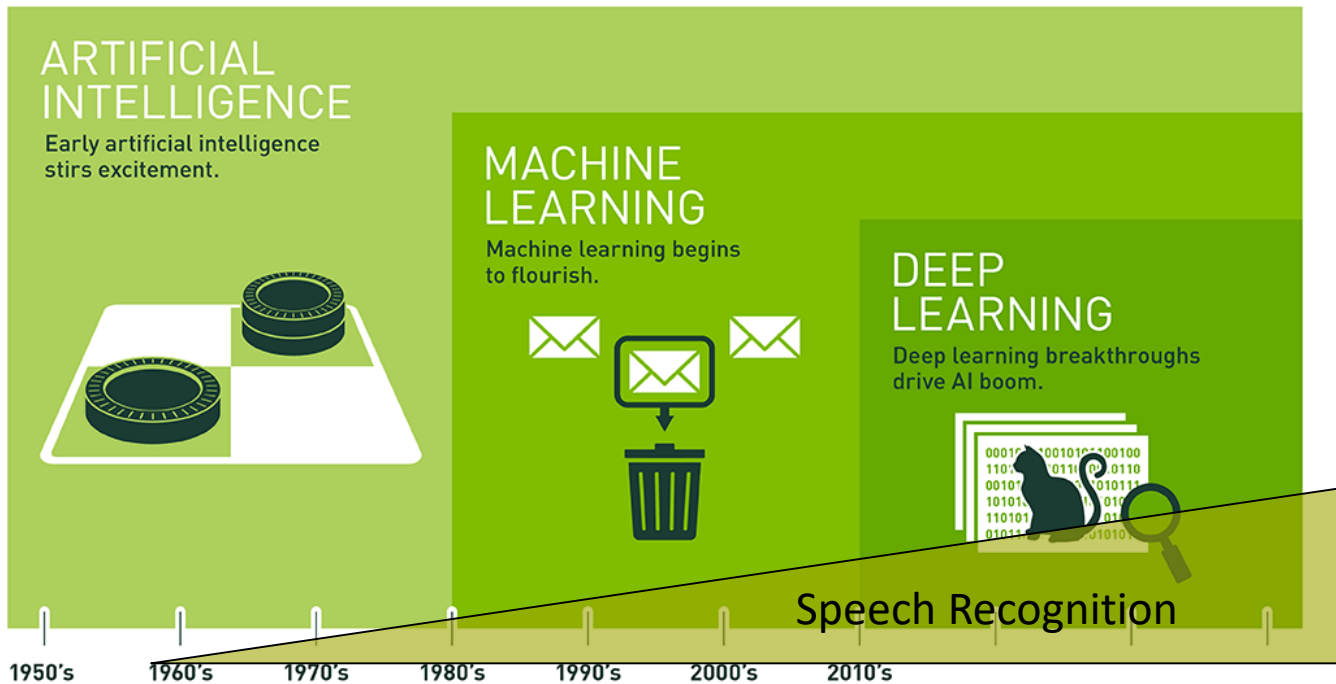 ARTIFICIAL
INTELLIGENCE
Early artificial intelligence
stirs excitement.
MACHINE
LEARNING
Machine learning begins
to flourish.
DEEP
LEARNING
Deep learning breakthroughs
drive AI boom.
Speech Recognition
1950's 1960's 1970's 1980's 1990's 2000's 2010's